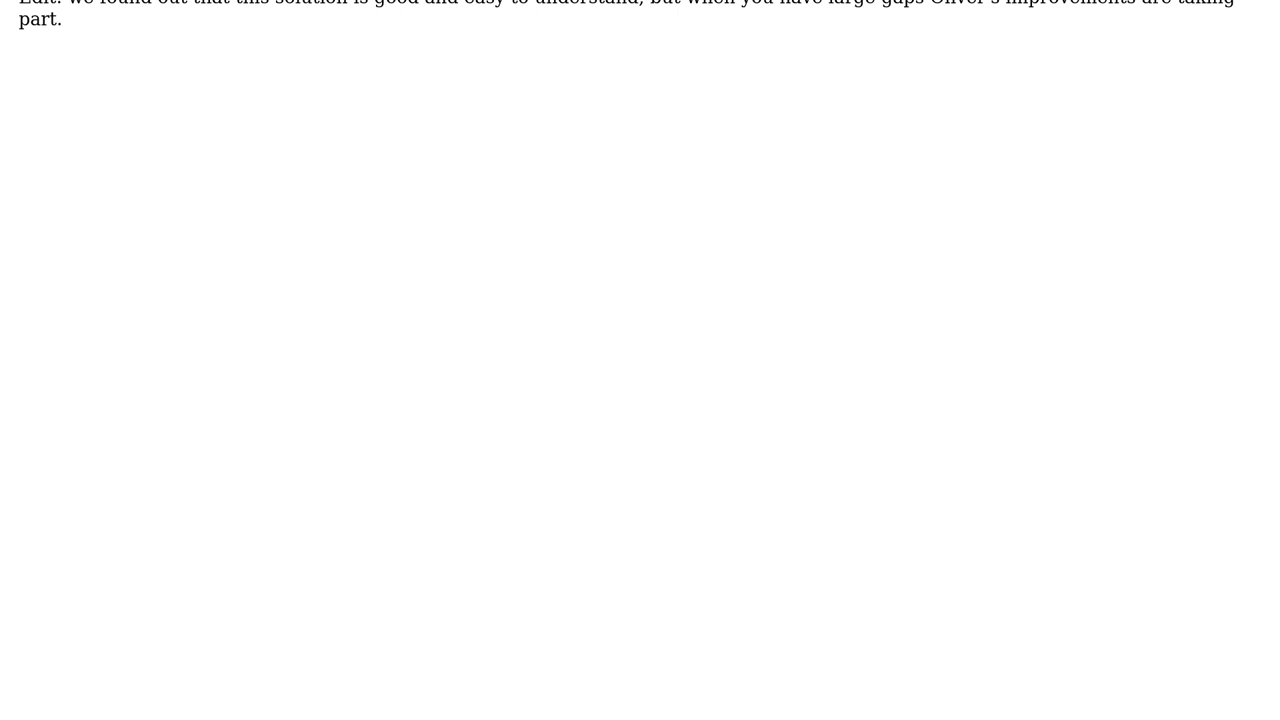 Edit: we found out that this solution is good and easy to understand, but when you have large gaps Oliver's improvements are taking
part.